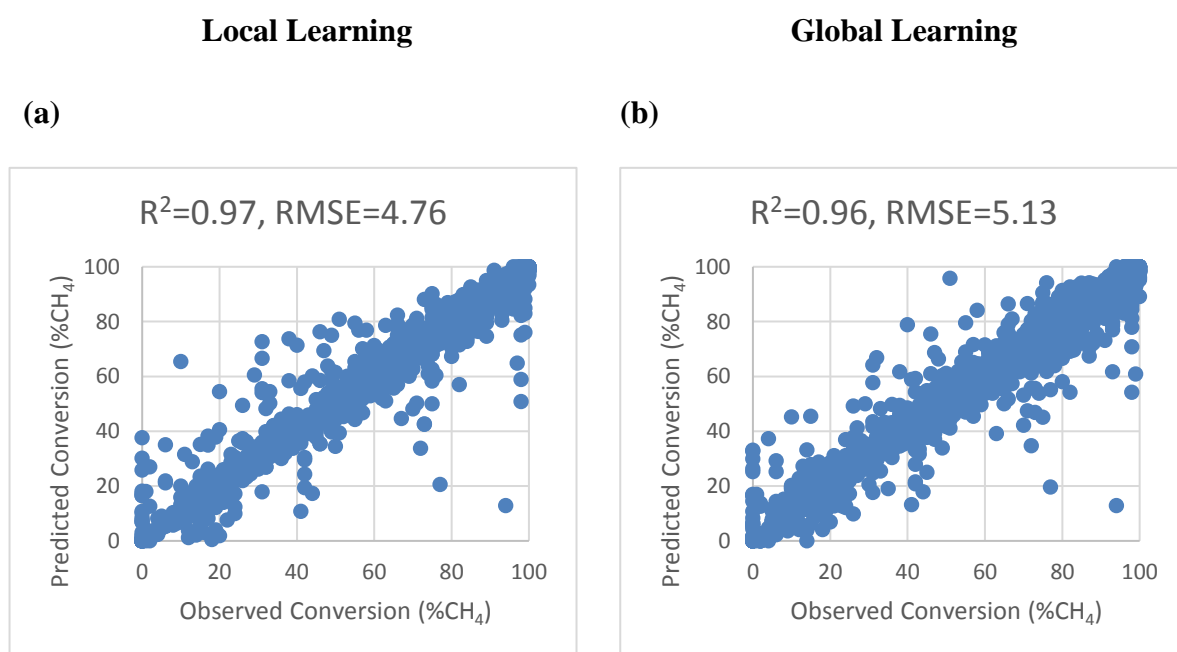 Local Learning
Global Learning
(a)
(b)
R²=0.97, RMSE=4.76
100
80
60
40
20
0
Predicted Conversion (%CH₄)
0 20 40 60 80 100
Observed Conversion (%CH₄)
R²=0.96, RMSE=5.13
100
80
60
40
20
0
Predicted Conversion (%CH₄)
0 20 40 60 80 100
Observed Conversion (%CH₄)